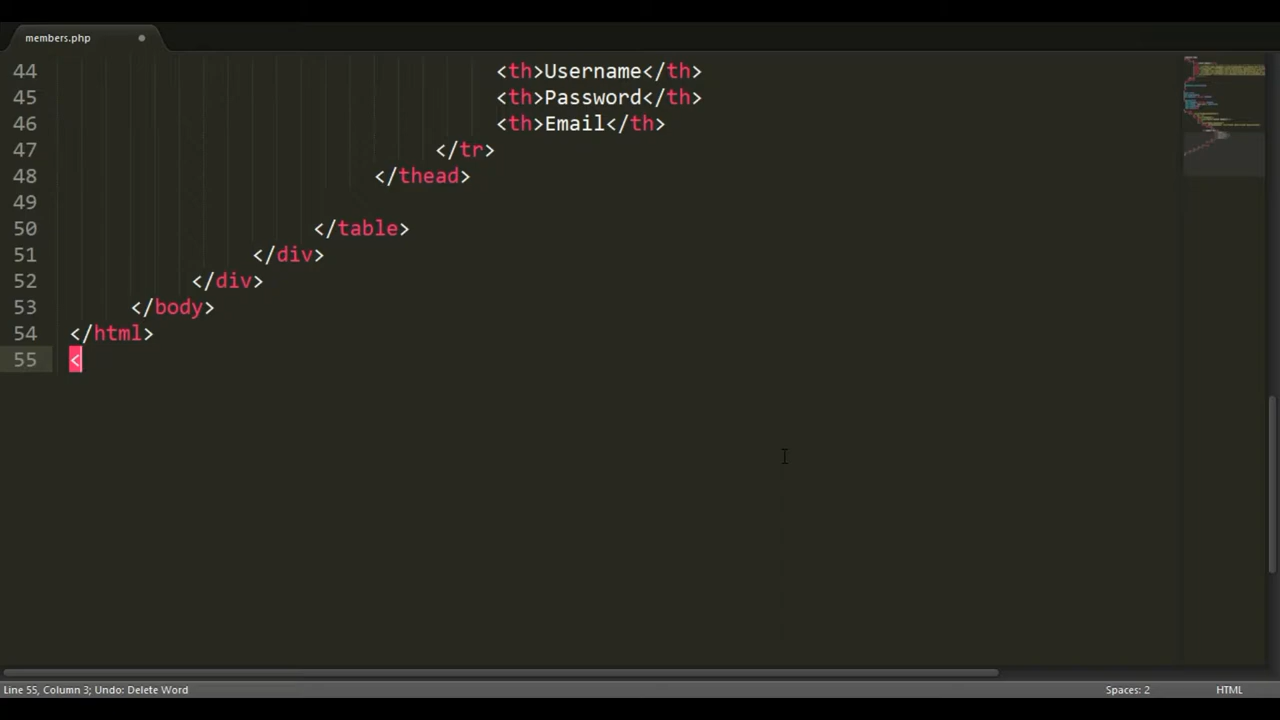 members.php
44 <th>Username</th>
45 <th>Password</th>
46 <th>Email</th>
47 </tr>
48 </thead>
49
50 </table>
51 </div>
52 </div>
53 </body>
54 </html>
55 <
Line 55, Column 3; Undo: Delete Word Spaces: 2 HTML